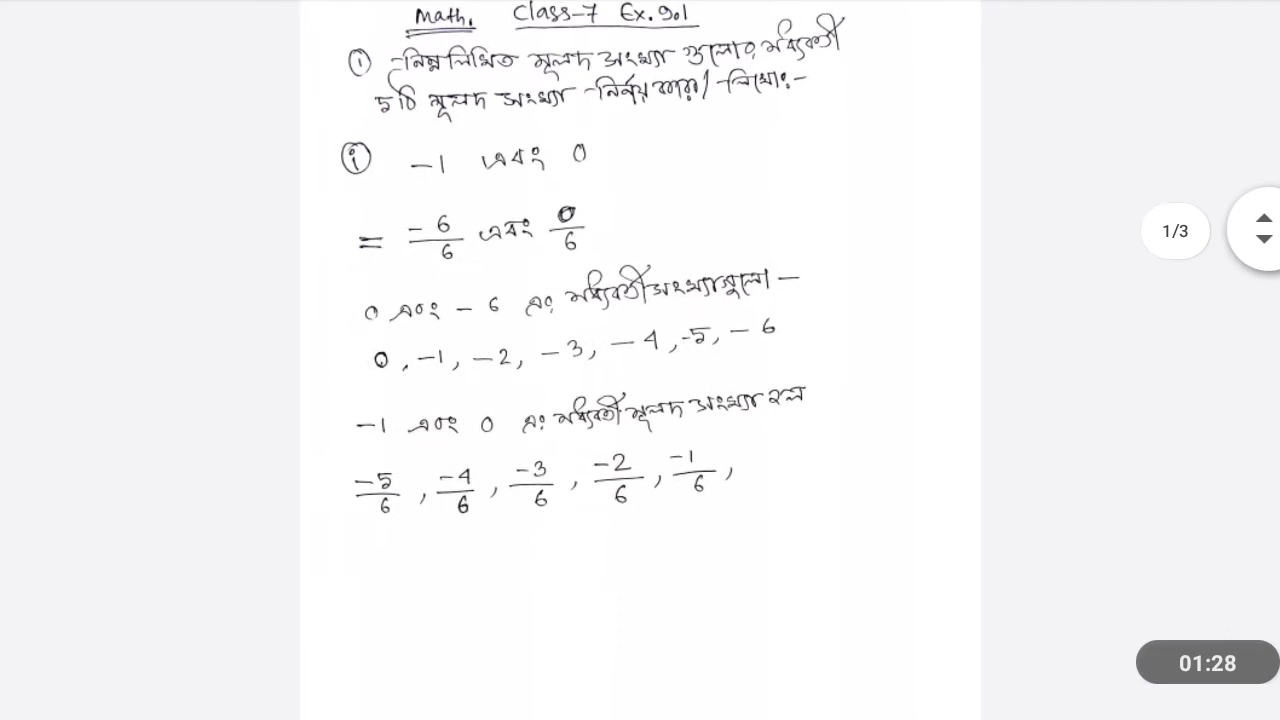 Math. Class-7 Ex. 9.1
① নিম্নলিখিত মূলদ সংখ্যা গুলোর মধ্যবর্তী
5টি মূলদ সংখ্যা নির্ণয় করো/লিখো:-
ⓘ -1 এবং 0
= -6/6 এবং 0/6
0 এবং - 6 এর মধ্যবর্তী সংখ্যাগুলো –
0, -1, -2, -3, -4, -5, -6
-1 এবং 0 এর মধ্যবর্তী মূলদ সংখ্যা হল
-5/6, -4/6, -3/6, -2/6, -1/6,
1/3
01:28